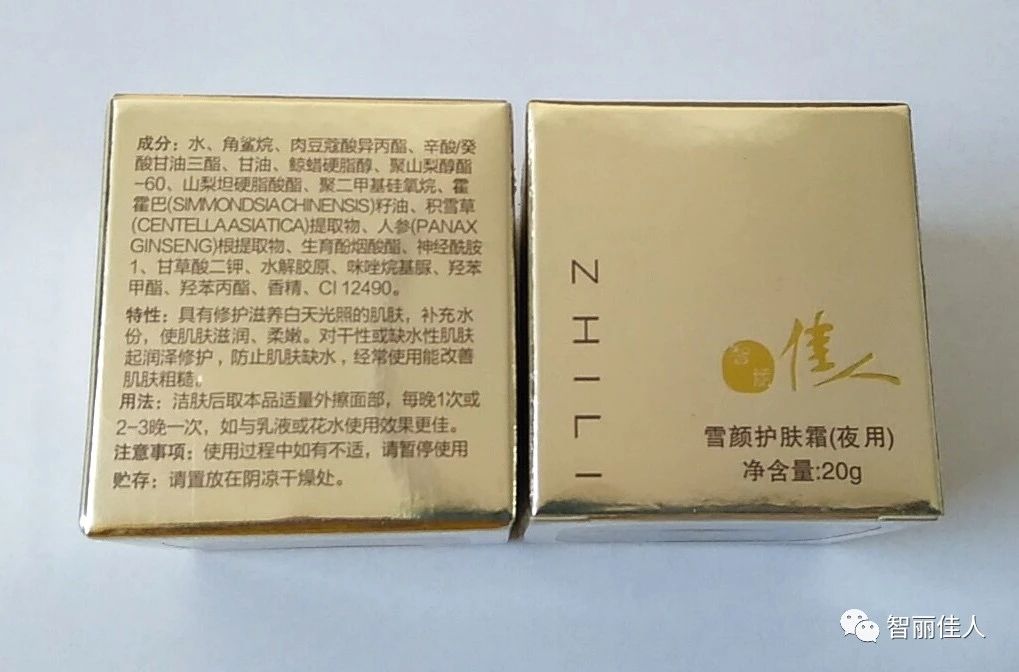 成分：水、角鲨烷、肉豆蔻酸异丙酯、辛酸/癸
酸甘油三酯、甘油、鲸蜡硬脂醇、聚山梨醇酯
-60、山梨坦硬脂酸酯、聚二甲基硅氧烷、霍
霍巴(SIMMONDSIA CHINENSIS)籽油、积雪草
(CENTELLA ASIATICA)提取物、人参(PANAX
GINSENG)根提取物、生育酚烟酸酯、神经酰胺
1、甘草酸二钾、水解胶原、咪唑烷基脲、羟苯
甲酯、羟苯丙酯、香精、CI 12490。
特性：具有修护滋养白天光照的肌肤，补充水
份，使肌肤滋润、柔嫩。对干性或缺水性肌肤
起润泽修护，防止肌肤缺水，经常使用能改善
肌肤粗糙。
用法：洁肤后取本品适量外擦面部，每晚1次或
2-3晚一次，如与乳液或花水使用效果更佳。
注意事项：使用过程中如有不适，请暂停使用
贮存：请置放在阴凉干燥处。
ZHILI
智丽
佳人
雪颜护肤霜(夜用)
净含量:20g
智丽佳人